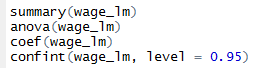 summary(wage_lm)
anova(wage_lm)
coef(wage_lm)
confint(wage_lm, level = 0.95)